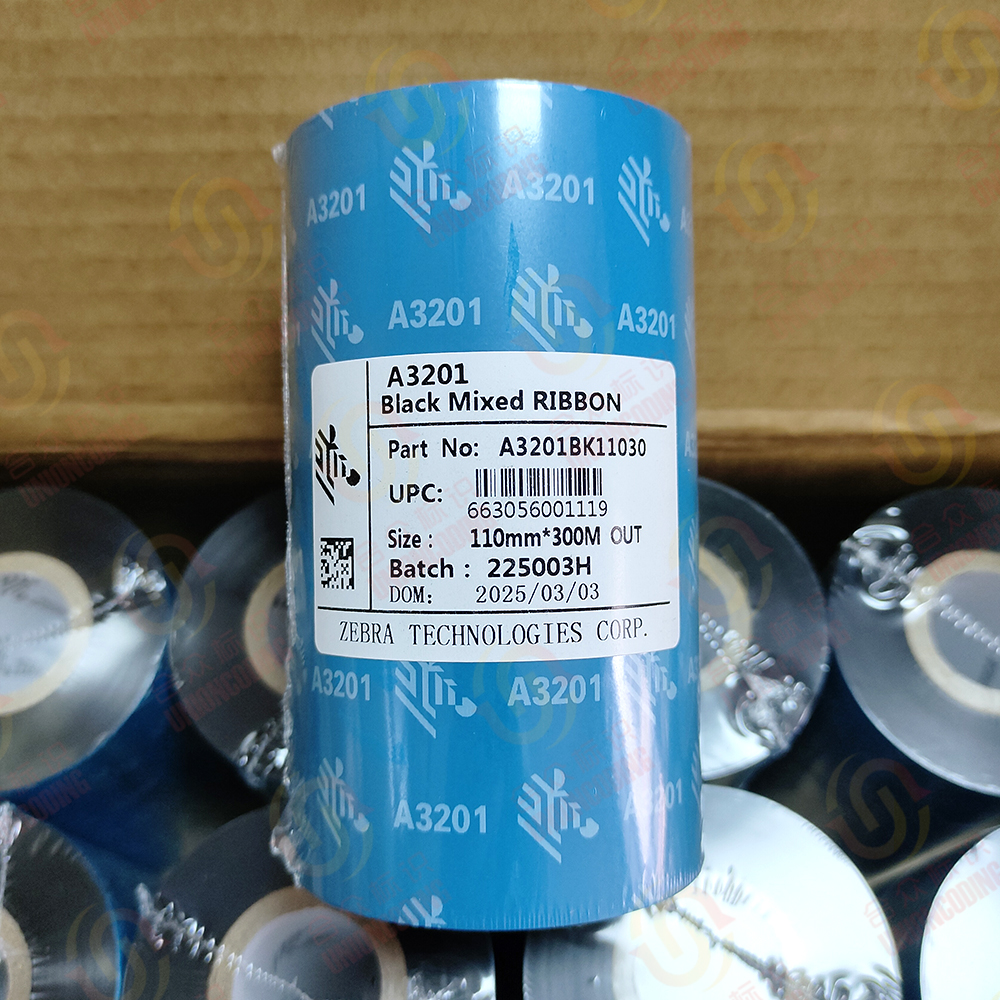 A3201 A3201
A3201 A3201
A3201
Black Mixed RIBBON
Part No: A3201BK11030
UPC:
663056001119
Size : 110mm*300M OUT
Batch : 225003H
DOM: 2025/03/03
ZEBRA TECHNOLOGIES CORP.
A3201 A3201
A3201